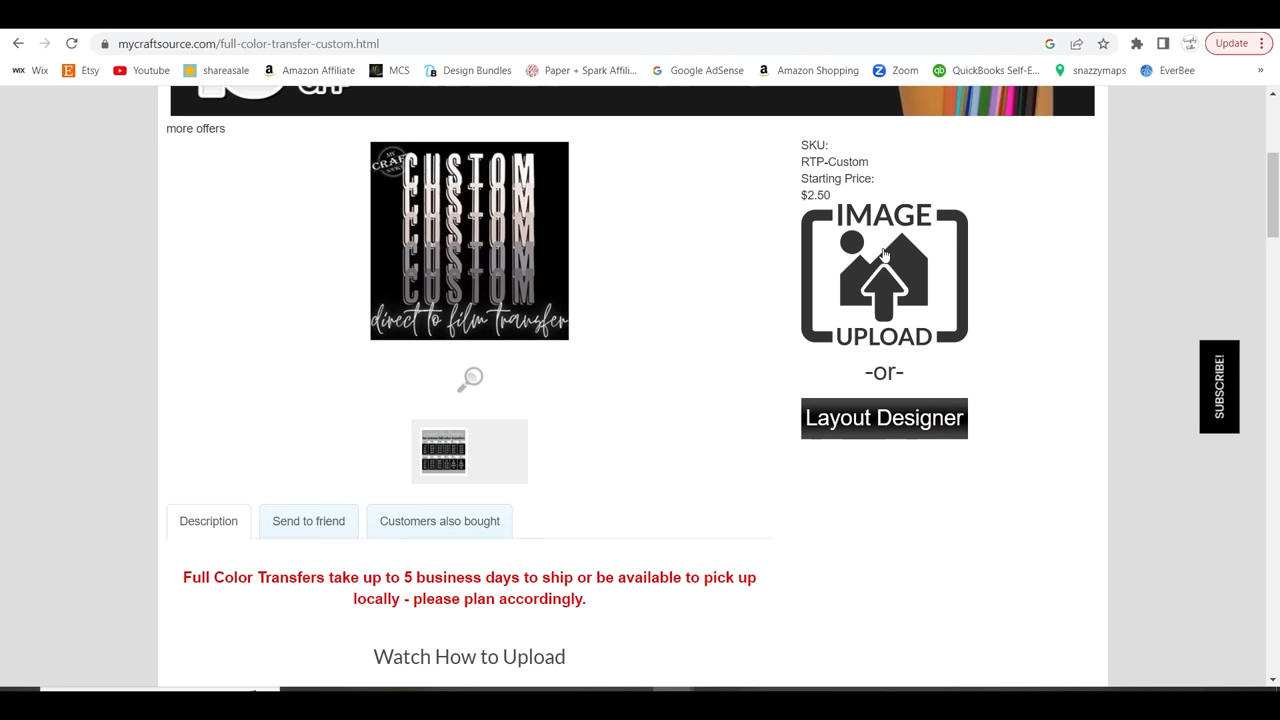 mycraftsource.com/full-color-transfer-custom.html
Update
WIX Wix
Etsy
Youtube
shareasale
Amazon Affiliate
MCS
Design Bundles
Paper + Spark Affili...
Google AdSense
Amazon Shopping
Zoom
QuickBooks Self-E...
snazzymaps
EverBee
»
more offers
MY
CRAF
CUSTOM
CUSTOM
CUSTOM
CUSTOM
CUSTOM
direct to film transfer
SKU:
RTP-Custom
Starting Price:
$2.50
IMAGE
UPLOAD
-or-
Layout Designer
SUBSCRIBE!
Description
Send to friend
Customers also bought
Full Color Transfers take up to 5 business days to ship or be available to pick up
locally - please plan accordingly.
Watch How to Upload